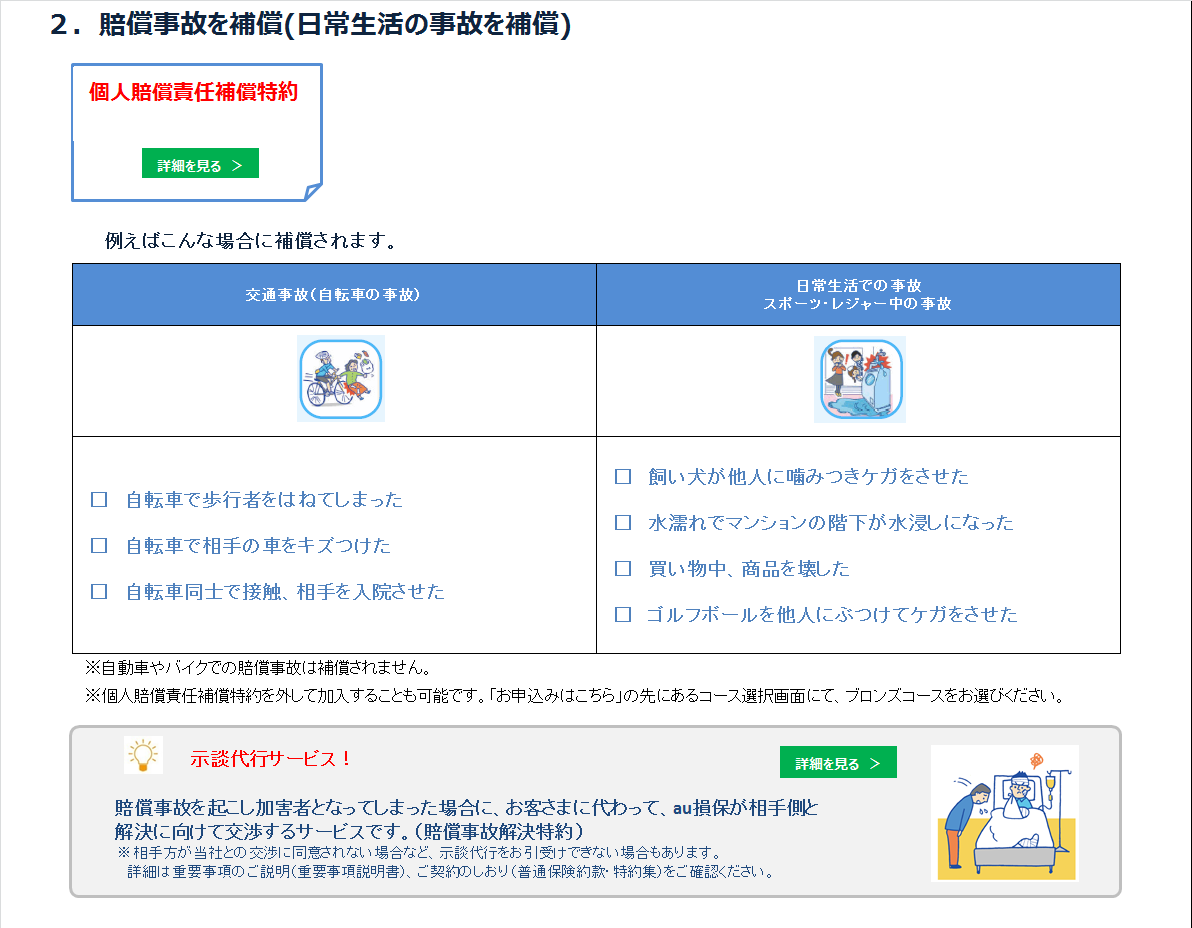 ２．賠償事故を補償(日常生活の事故を補償)
個人賠償責任補償特約
詳細を見る ＞
例えばこんな場合に補償されます。
交通事故（自転車の事故）
日常生活での事故
スポーツ・レジャー中の事故
□ 自転車で歩行者をはねてしまった
□ 自転車で相手の車をキズつけた
□ 自転車同士で接触、相手を入院させた
□ 飼い犬が他人に噛みつきケガをさせた
□ 水濡れでマンションの階下が水浸しになった
□ 買い物中、商品を壊した
□ ゴルフボールを他人にぶつけてケガをさせた
※自動車やバイクでの賠償事故は補償されません。
※個人賠償責任補償特約を外して加入することも可能です。「お申込みはこちら」の先にあるコース選択画面にて、ブロンズコースをお選びください。
示談代行サービス！
詳細を見る ＞
賠償事故を起こし加害者となってしまった場合に、お客さまに代わって、au損保が相手側と
解決に向けて交渉するサービスです。（賠償事故解決特約）
※相手方が当社との交渉に同意されない場合など、示談代行をお引受けできない場合もあります。
詳細は重要事項のご説明（重要事項説明書）、ご契約のしおり（普通保険約款・特約集）をご確認ください。